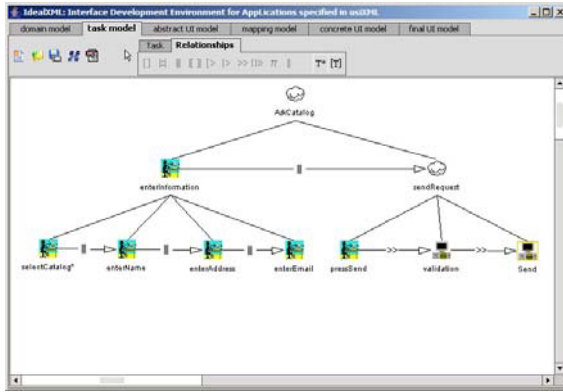 IdealXML: Interface Development Environment for AppLications specified in usiXML
domain model task model abstract UI model mapping model concrete UI model final UI model
Task Relationships
T* [T]
AskCatalog
enterInformation sendRequest
selectCatalog* enterName enterAddress enterEmail pressSend validation Send